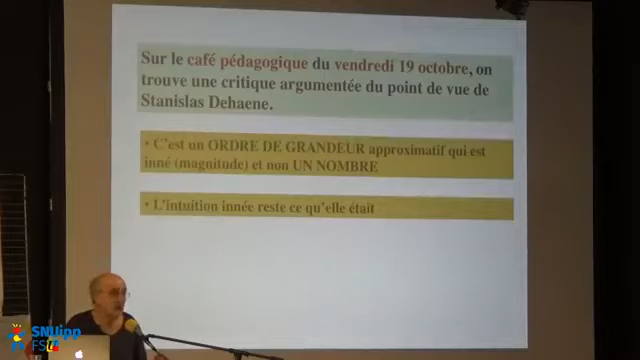 Sur le café pédagogique du vendredi 19 octobre, on
trouve une critique argumentée du point de vue de
Stanislas Dehaene.
• C'est un ORDRE DE GRANDEUR approximatif qui est
inné (magnitude) et non UN NOMBRE
• L'intuition innée reste ce qu'elle était
SNUipp
FSU